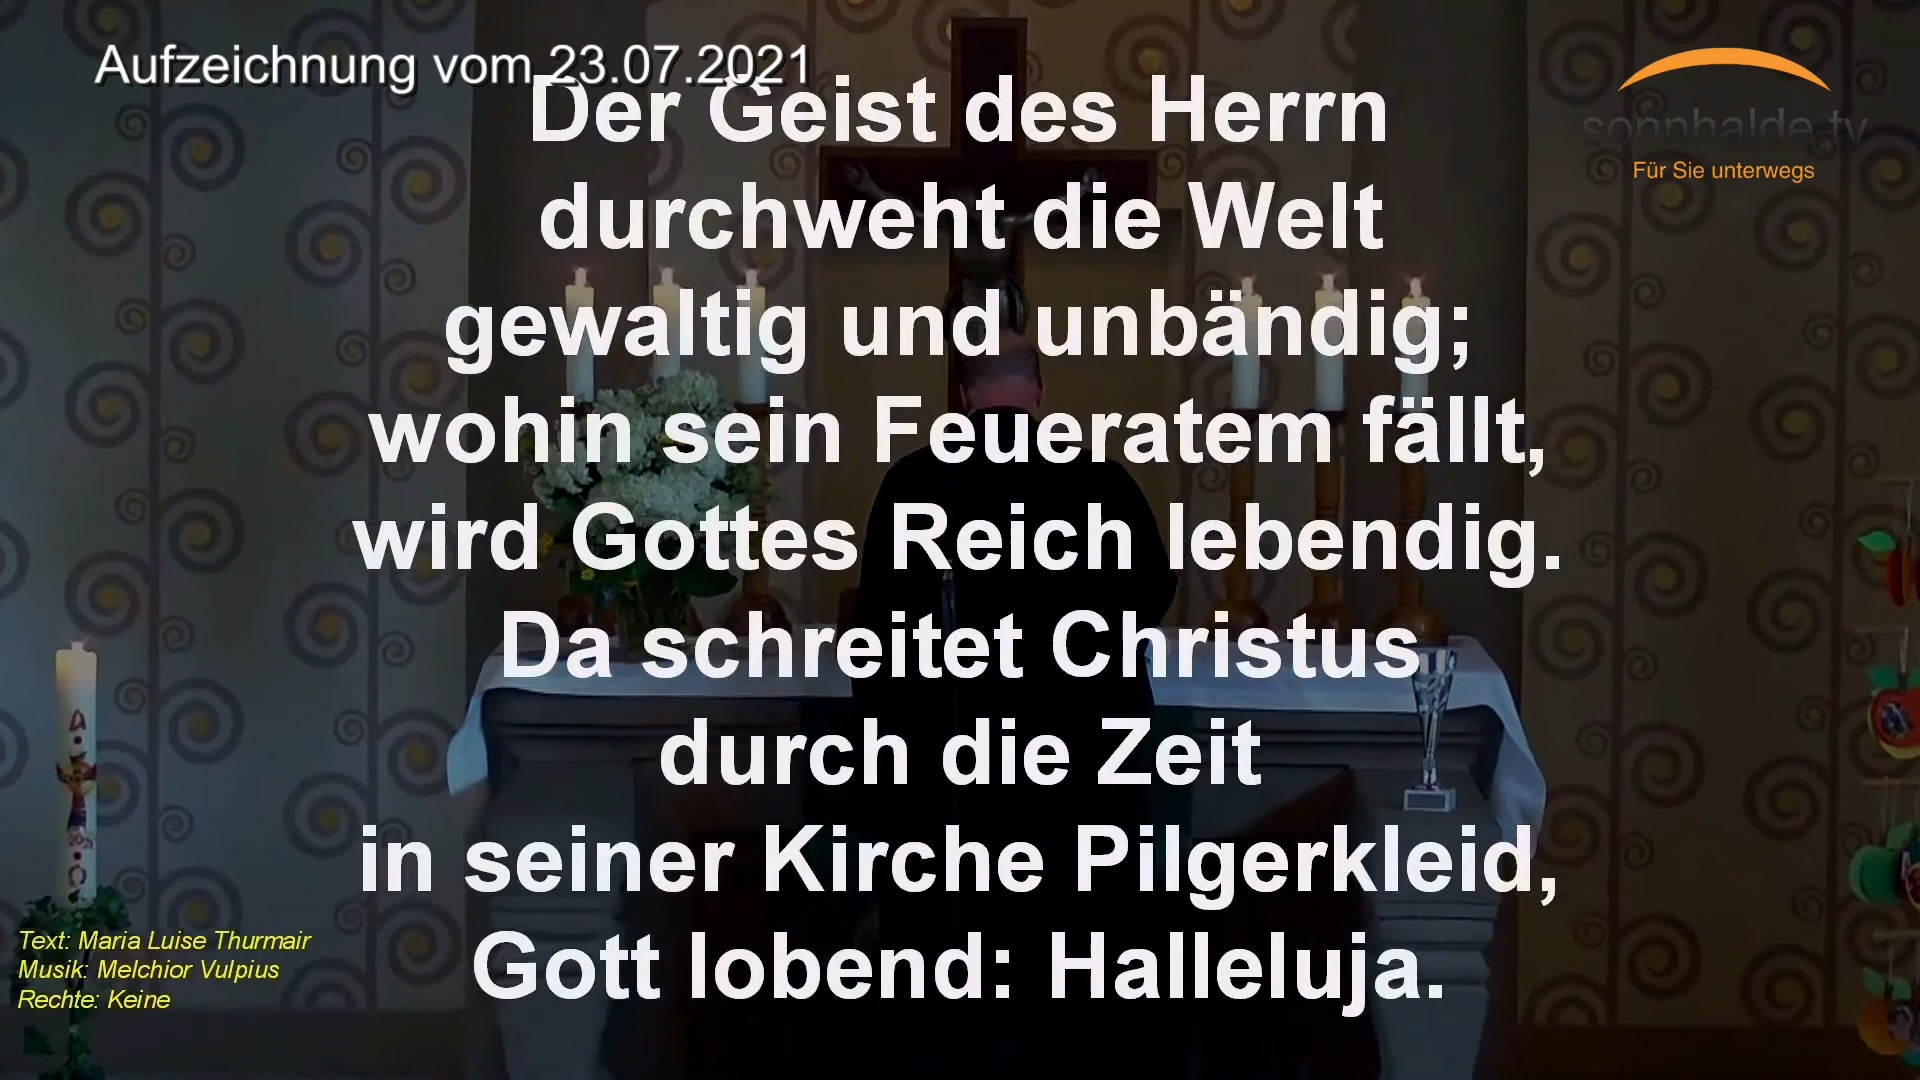 Aufzeichnung vom 23.07.2021
sonnhalde.tv
Für Sie unterwegs
Der Geist des Herrn
durchweht die Welt
gewaltig und unbändig;
wohin sein Feueratem fällt,
wird Gottes Reich lebendig.
Da schreitet Christus
durch die Zeit
in seiner Kirche Pilgerkleid,
Gott lobend: Halleluja.
A
2021
Ω
Text: Maria Luise Thurmair
Musik: Melchior Vulpius
Rechte: Keine